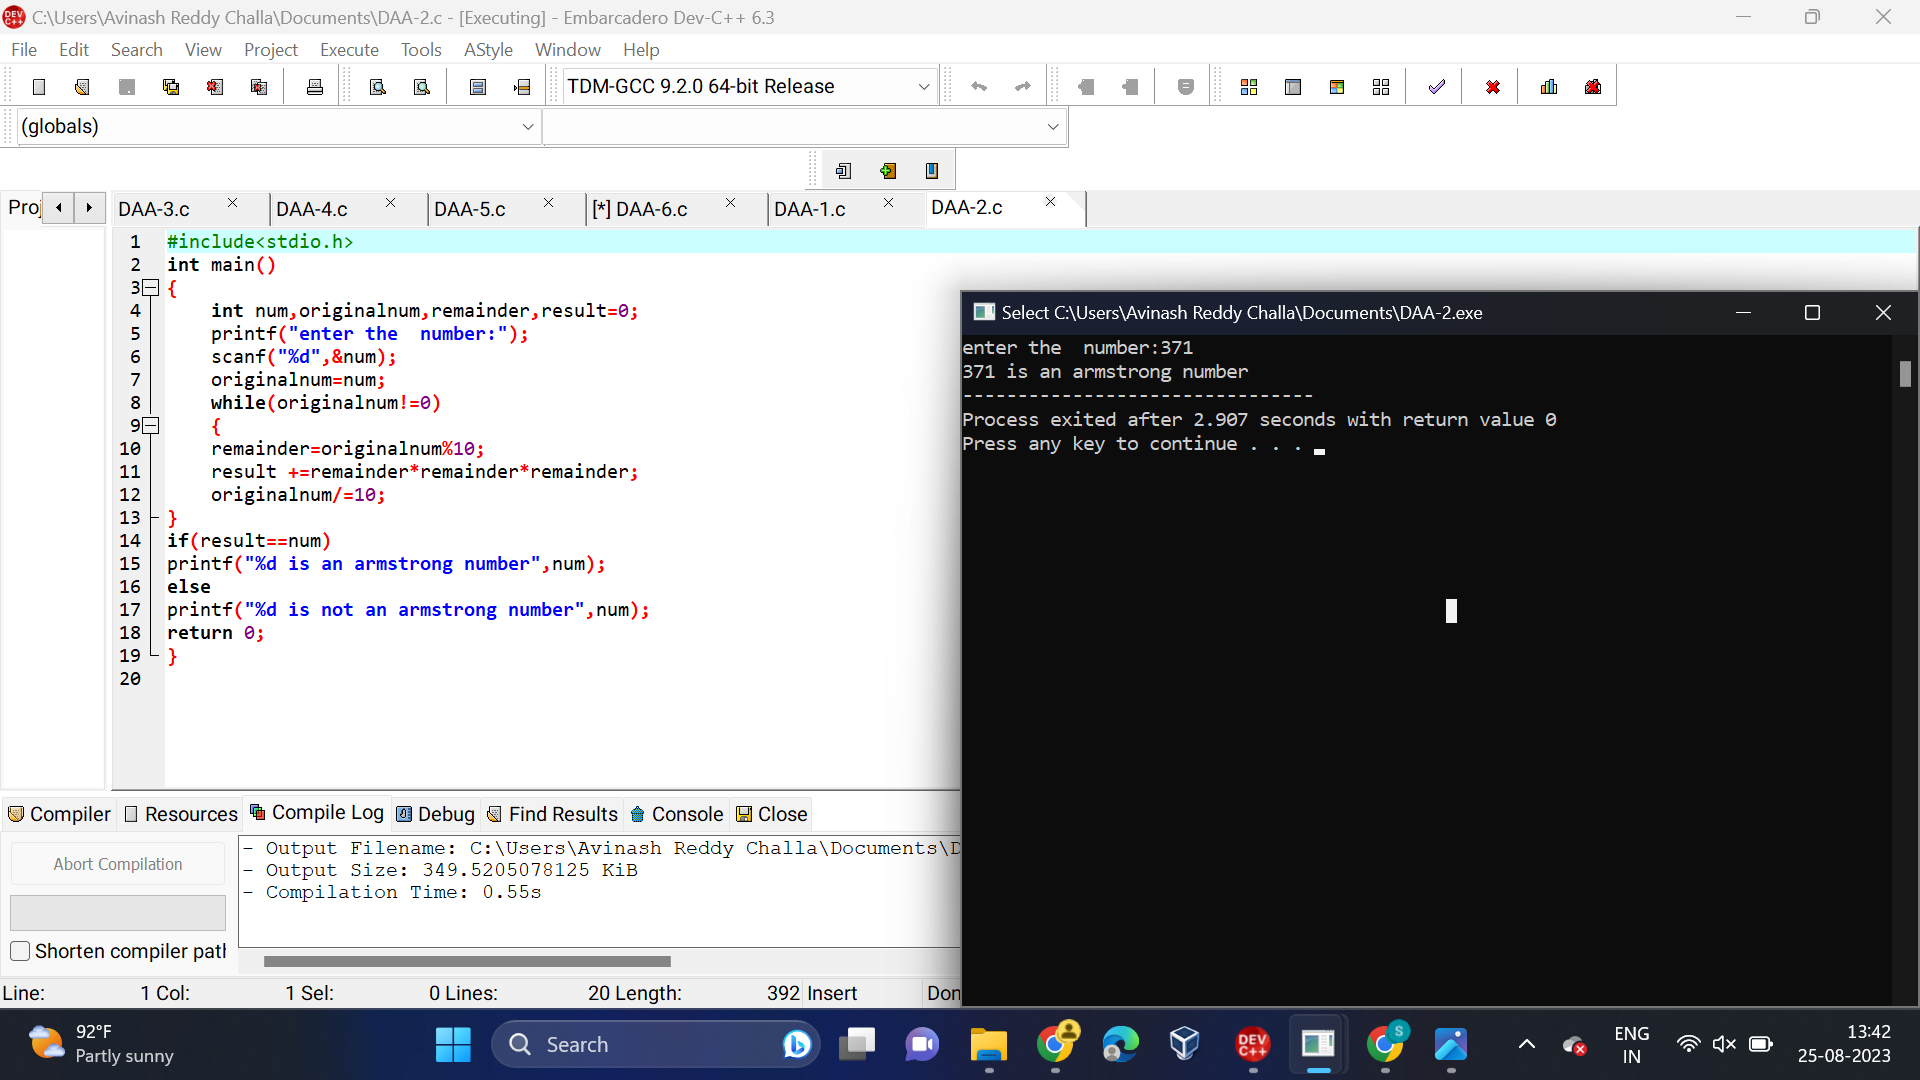 C:\Users\Avinash Reddy Challa\Documents\DAA-2.c - [Executing] - Embarcadero Dev-C++ 6.3
File Edit Search View Project Execute Tools AStyle Window Help
TDM-GCC 9.2.0 64-bit Release
(globals)
Proj DAA-3.c DAA-4.c DAA-5.c [*] DAA-6.c DAA-1.c DAA-2.c
1 #include<stdio.h>
2 int main()
3 {
4 int num,originalnum,remainder,result=0;
5 printf("enter the  number:");
6 scanf("%d",&num);
7 originalnum=num;
8 while(originalnum!=0)
9 {
10 remainder=originalnum%10;
11 result +=remainder*remainder*remainder;
12 originalnum/=10;
13 }
14 if(result==num)
15 printf("%d is an armstrong number",num);
16 else
17 printf("%d is not an armstrong number",num);
18 return 0;
19 }
20
Select C:\Users\Avinash Reddy Challa\Documents\DAA-2.exe
enter the  number:371
371 is an armstrong number
--------------------------------
Process exited after 2.907 seconds with return value 0
Press any key to continue . . .
Compiler Resources Compile Log Debug Find Results Console Close
Abort Compilation
Shorten compiler path
- Output Filename: C:\Users\Avinash Reddy Challa\Documents\D
- Output Size: 349.5205078125 KiB
- Compilation Time: 0.55s
Line: 1 Col: 1 Sel: 0 Lines: 20 Length: 392 Insert Don
92°F
Partly sunny
Search
DEV C++
S
ENG
IN
13:42
25-08-2023